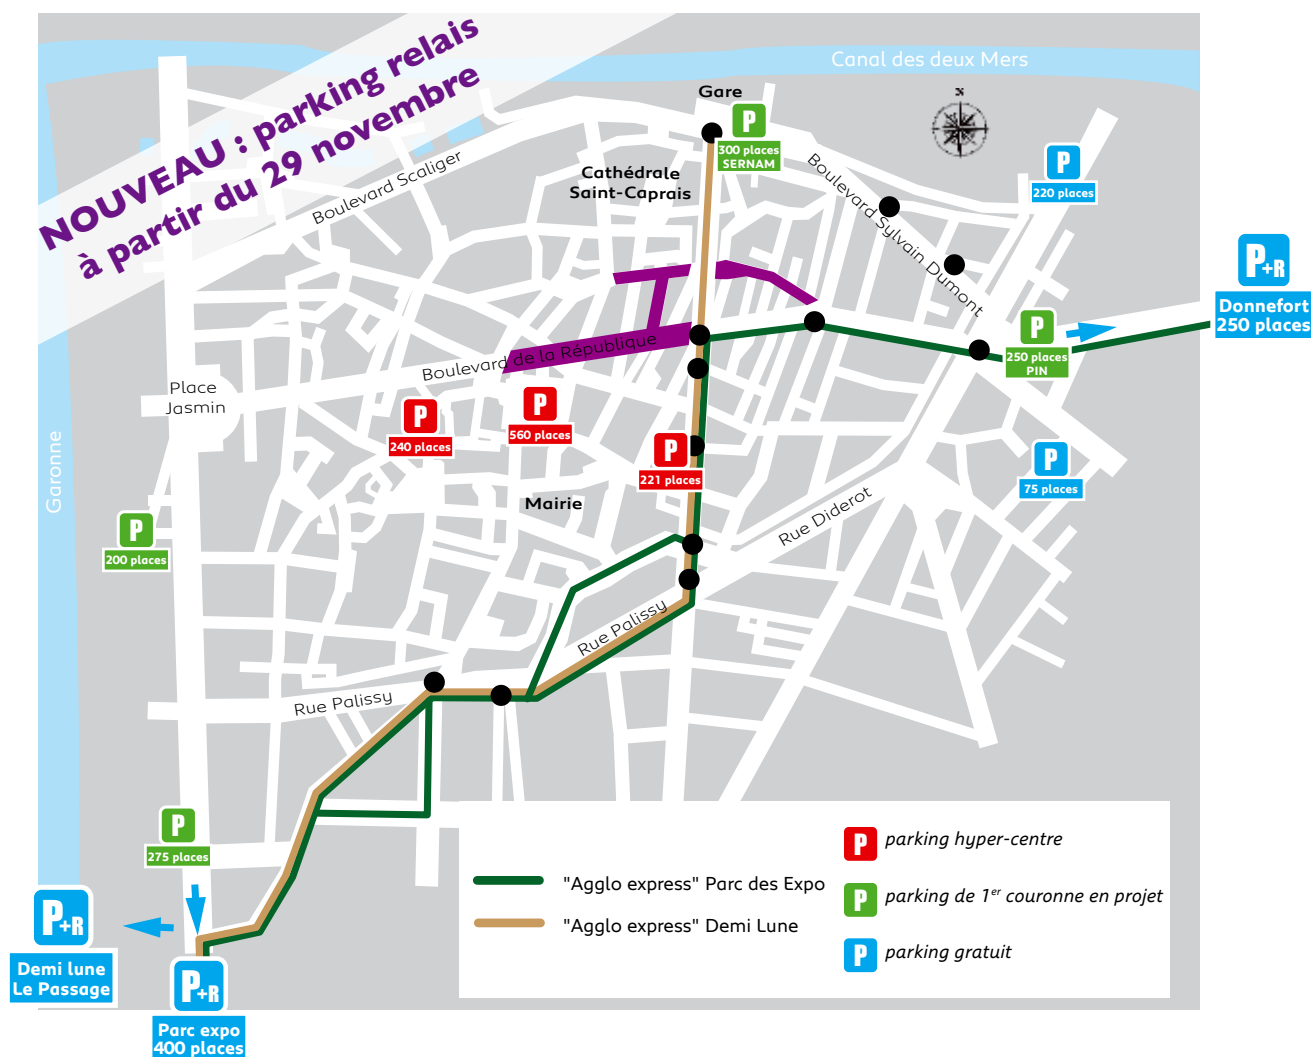 NOUVEAU : parking relais
à partir du 29 novembre
Canal des deux Mers
Gare
N
P
300 places
SERNAM
Cathédrale
Saint-Caprais
Boulevard Scaliger
Boulevard Sylvain Dumont
P
220 places
P+R
Donnefort
250 places
P
250 places
PIN
Boulevard de la République
Place
Jasmin
P
240 places
P
560 places
P
221 places
P
75 places
Garonne
Mairie
Rue Diderot
P
200 places
Rue Palissy
Rue Palissy
P
275 places
P+R
Demi lune
Le Passage
P+R
Parc expo
400 places
"Agglo express" Parc des Expo
"Agglo express" Demi Lune
P parking hyper-centre
P parking de 1er couronne en projet
P parking gratuit